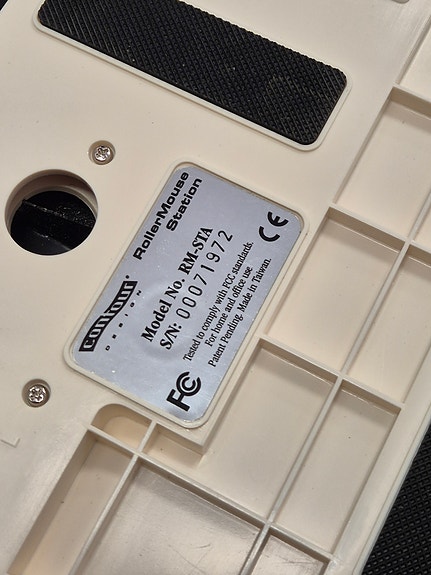 contour
DESIGN
RollerMouse
Station
Model No. RM-STA
S/N: 00071972
Tested to comply with FCC standards.
For home and office use
Patent Pending. Made in Taiwan.
FC
CE